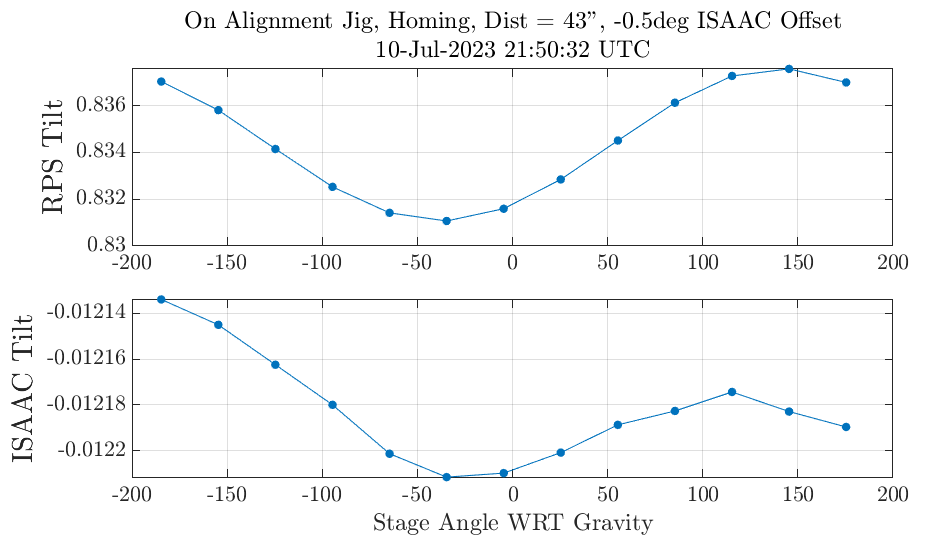 On Alignment Jig, Homing, Dist = 43", -0.5deg ISAAC Offset
10-Jul-2023 21:50:32 UTC
RPS Tilt
0.836
0.834
0.832
0.83
-200 -150 -100 -50 0 50 100 150 200
ISAAC Tilt
-0.01214
-0.01216
-0.01218
-0.0122
-200 -150 -100 -50 0 50 100 150 200
Stage Angle WRT Gravity